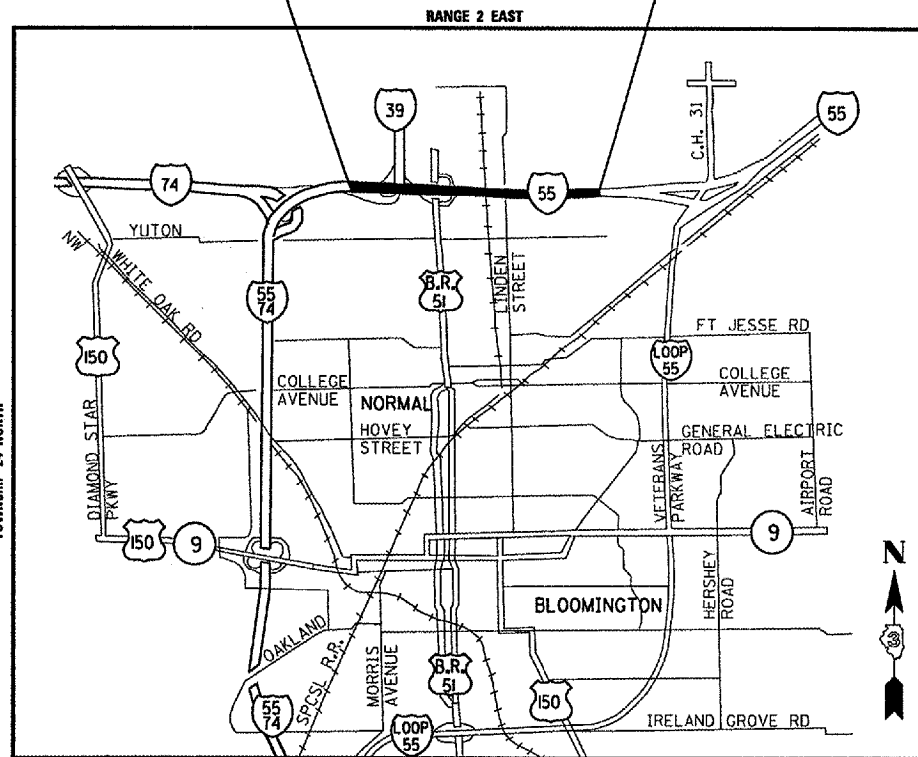 RANGE 2 EAST
39
C.H. 31
55
74
55
YUTON
NW
WHITE OAK RD
LINDEN
STREET
55
74
B.R.
51
150
FT JESSE RD
LOOP
55
COLLEGE
AVENUE
COLLEGE
AVENUE
NORMAL
HOVEY
STREET
GENERAL ELECTRIC
ROAD
DIAMOND STAR
PKWY
VETERANS
PARKWAY
AIRPORT
ROAD
150
9
9
N
HERSHEY
ROAD
BLOOMINGTON
OAKLAND
SPCSL R.R.
MORRIS
AVENUE
B.R.
51
150
55
74
LOOP
55
IRELAND GROVE RD